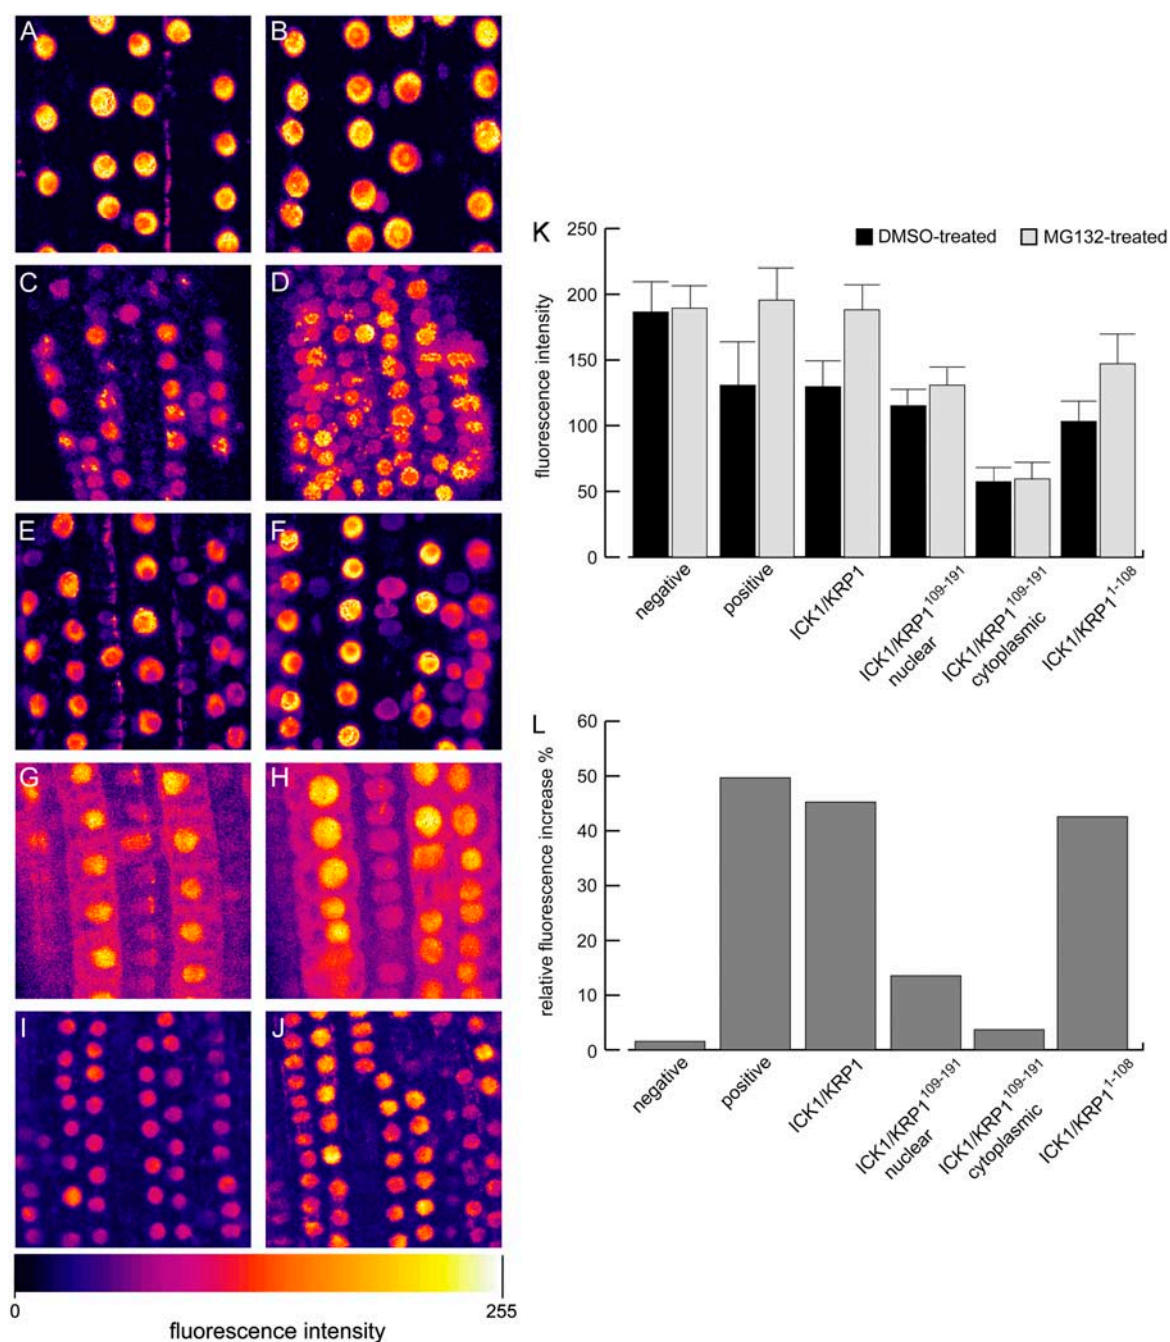 A
B
C
D
E
F
G
H
I
J
0
255
fluorescence intensity
K
DMSO-treated
MG132-treated
250
200
150
100
50
0
fluorescence intensity
negative
positive
ICK1/KRP1
ICK1/KRP1¹⁰⁹⁻¹⁹¹
nuclear
ICK1/KRP1¹⁰⁹⁻¹⁹¹
cytoplasmic
ICK1/KRP1¹⁻¹⁰⁸
L
60
50
40
30
20
10
0
relative fluorescence increase %
negative
positive
ICK1/KRP1
ICK1/KRP1¹⁰⁹⁻¹⁹¹
nuclear
ICK1/KRP1¹⁰⁹⁻¹⁹¹
cytoplasmic
ICK1/KRP1¹⁻¹⁰⁸